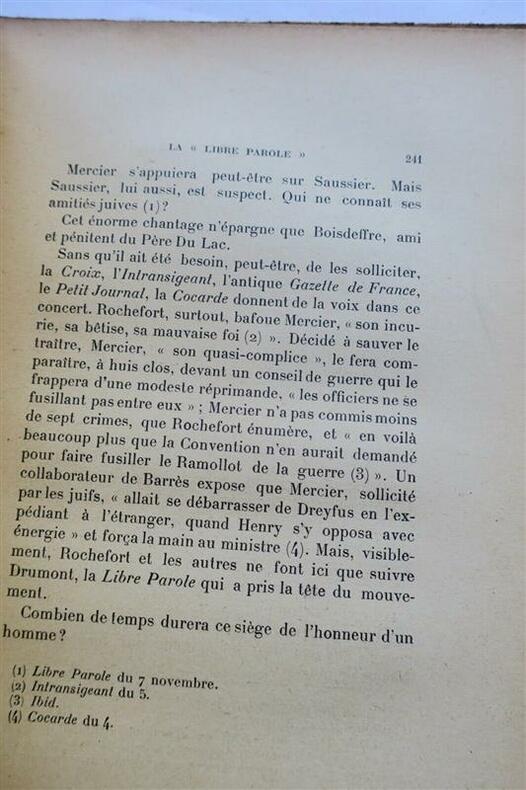 LA « LIBRE PAROLE » 241
Mercier s'appuiera peut-être sur Saussier. Mais
Saussier, lui aussi, est suspect. Qui ne connaît ses
amitiés juives (1)?
Cet énorme chantage n'épargne que Boisdeffre, ami
et pénitent du Père Du Lac.
Sans qu'il ait été besoin, peut-être, de les solliciter,
la Croix, l'Intransigeant, l'antique Gazette de France,
le Petit Journal, la Cocarde donnent de la voix dans ce
concert. Rochefort, surtout, bafoue Mercier, « son incu-
rie, sa bêtise, sa mauvaise foi (2) ». Décidé à sauver le
traître, Mercier, « son quasi-complice », le fera com-
paraître, à huis clos, devant un conseil de guerre qui le
frappera d'une modeste réprimande, « les officiers ne se
fusillant pas entre eux » ; Mercier n'a pas commis moins
de sept crimes, que Rochefort énumère, et « en voilà
beaucoup plus que la Convention n'en aurait demandé
pour faire fusiller le Ramollot de la guerre (3) ». Un
collaborateur de Barrès expose que Mercier, sollicité
par les juifs, « allait se débarrasser de Dreyfus en l'ex-
pédiant à l'étranger, quand Henry s'y opposa avec
énergie » et força la main au ministre (4). Mais, visible-
ment, Rochefort et les autres ne font ici que suivre
Drumont, la Libre Parole qui a pris la tête du mouve-
ment.
Combien de temps durera ce siège de l'honneur d'un
homme?
(1) Libre Parole du 7 novembre.
(2) Intransigeant du 5.
(3) Ibid.
(4) Cocarde du 4.